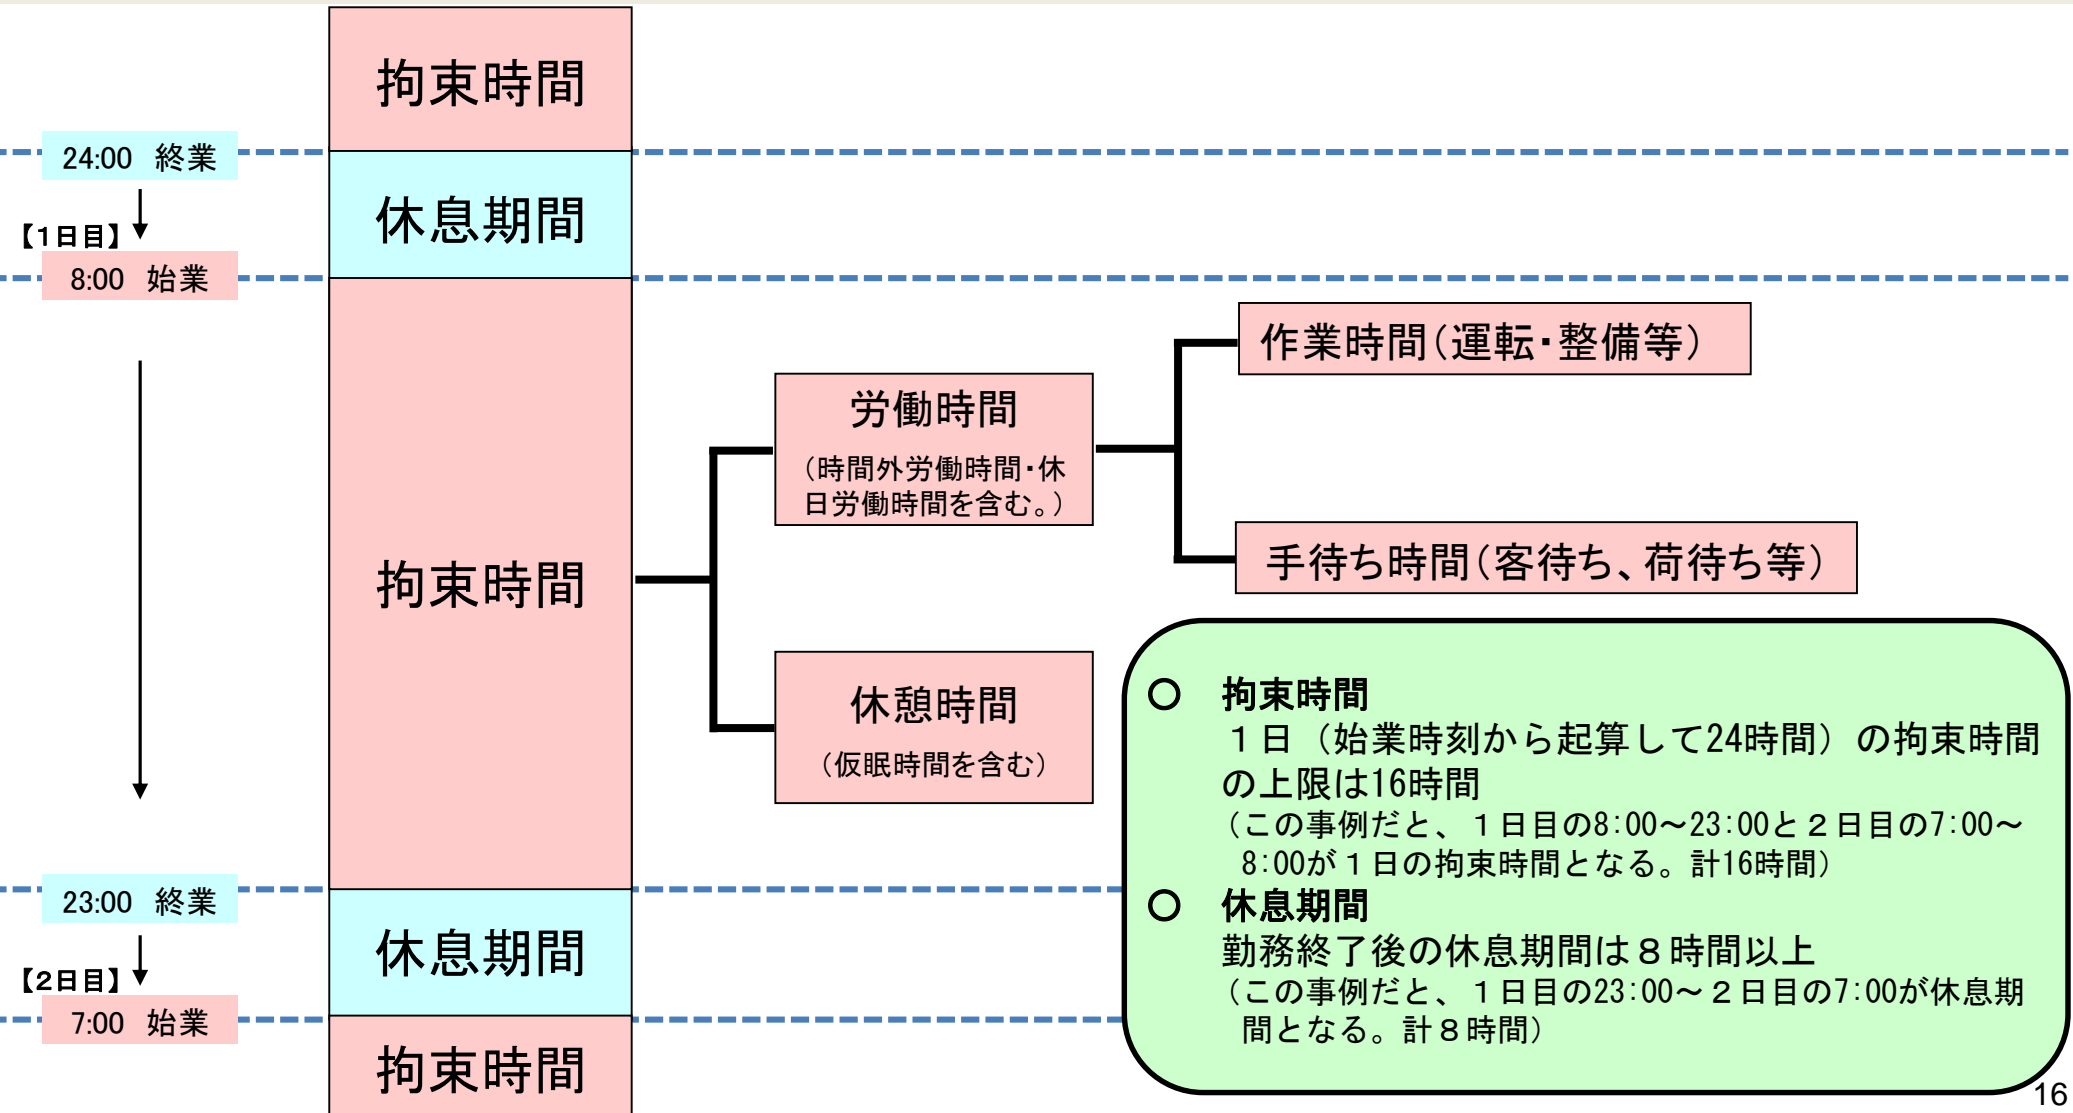 拘束時間
24:00 終業
休息期間
【1日目】
8:00 始業
作業時間(運転・整備等)
労働時間
(時間外労働時間・休
日労働時間を含む。)
拘束時間
手待ち時間(客待ち、荷待ち等)
休憩時間
(仮眠時間を含む)
○ 拘束時間
１日（始業時刻から起算して24時間）の拘束時間
の上限は16時間
（この事例だと、１日目の8:00～23:00と２日目の7:00～
8:00が１日の拘束時間となる。計16時間）
23:00 終業
○ 休息期間
勤務終了後の休息期間は８時間以上
（この事例だと、１日目の23:00～２日目の7:00が休息期
間となる。計８時間）
休息期間
【2日目】
7:00 始業
拘束時間
16